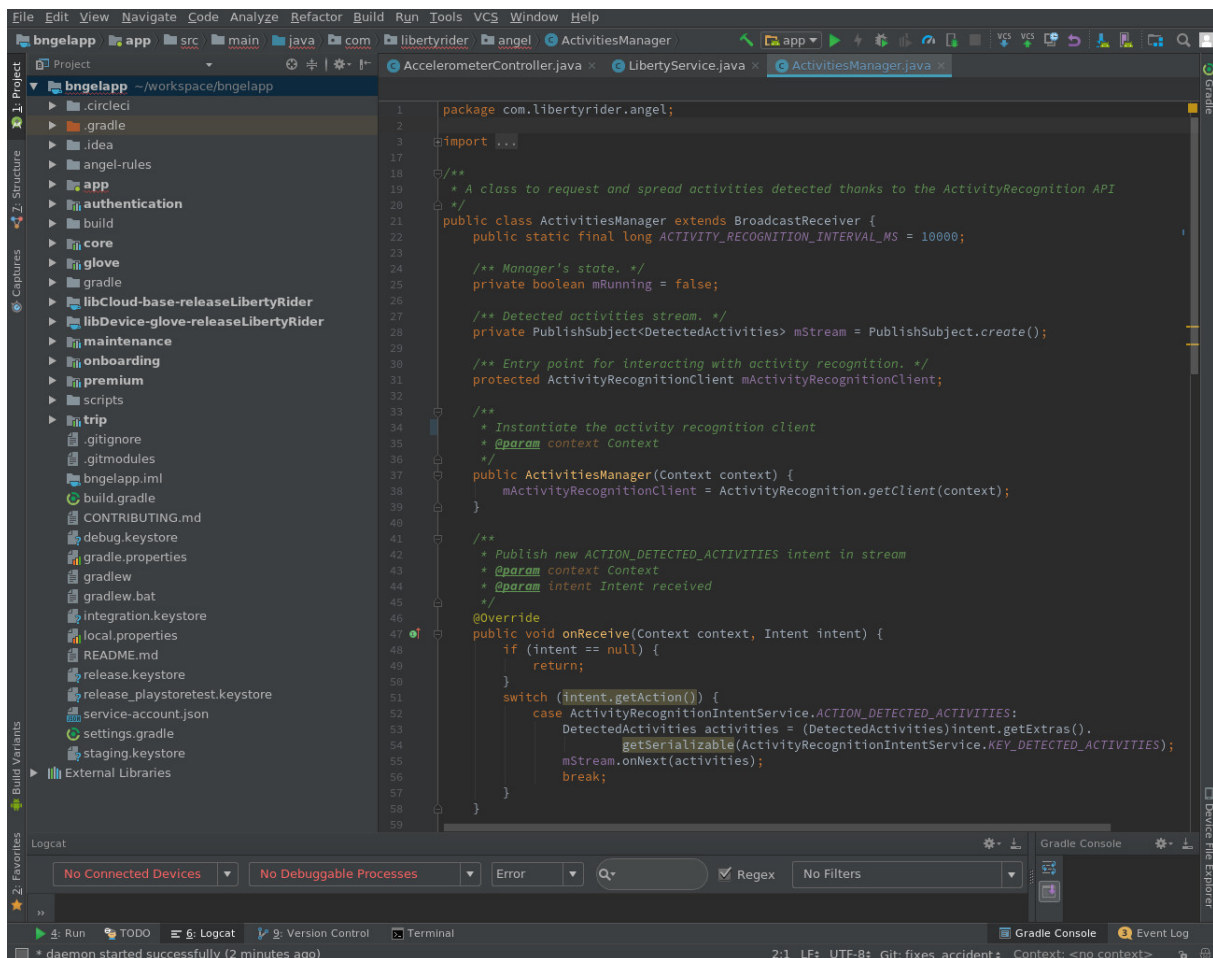 File Edit View Navigate Code Analyze Refactor Build Run Tools VCS Window Help
bngelapp app src main java com libertyrider angel ActivitiesManager app VCS VCS
Project
AccelerometerController.java × LibertyService.java × ActivitiesManager.java ×
1: Project
7: Structure
Captures
Build Variants
2: Favorites
bngelapp ~/workspace/bngelapp
.circleci
.gradle
.idea
angel-rules
app
authentication
build
core
glove
gradle
libCloud-base-releaseLibertyRider
libDevice-glove-releaseLibertyRider
maintenance
onboarding
premium
scripts
trip
.gitignore
.gitmodules
bngelapp.iml
build.gradle
CONTRIBUTING.md
debug.keystore
gradle.properties
gradlew
gradlew.bat
integration.keystore
local.properties
README.md
release.keystore
release_playstoretest.keystore
service-account.json
settings.gradle
staging.keystore
External Libraries
1 package com.libertyrider.angel;
2
3 import ...
17
18 /**
19 * A class to request and spread activities detected thanks to the ActivityRecognition API
20 */
21 public class ActivitiesManager extends BroadcastReceiver {
22 public static final long ACTIVITY_RECOGNITION_INTERVAL_MS = 10000;
23
24 /** Manager's state. */
25 private boolean mRunning = false;
26
27 /** Detected activities stream. */
28 private PublishSubject<DetectedActivities> mStream = PublishSubject.create();
29
30 /** Entry point for interacting with activity recognition. */
31 protected ActivityRecognitionClient mActivityRecognitionClient;
32
33 /**
34 * Instantiate the activity recognition client
35 * @param context Context
36 */
37 public ActivitiesManager(Context context) {
38 mActivityRecognitionClient = ActivityRecognition.getClient(context);
39 }
40
41 /**
42 * Publish new ACTION_DETECTED_ACTIVITIES intent in stream
43 * @param context Context
44 * @param intent Intent received
45 */
46 @Override
47 public void onReceive(Context context, Intent intent) {
48 if (intent == null) {
49 return;
50 }
51 switch (intent.getAction()) {
52 case ActivityRecognitionIntentService.ACTION_DETECTED_ACTIVITIES:
53 DetectedActivities activities = (DetectedActivities)intent.getExtras().
54 getSerializable(ActivityRecognitionIntentService.KEY_DETECTED_ACTIVITIES);
55 mStream.onNext(activities);
56 break;
57 }
58 }
59
Gradle
Device File Explorer
Logcat
Gradle Console
No Connected Devices No Debuggable Processes Error Regex No Filters
»
4: Run TODO 6: Logcat 9: Version Control Terminal Gradle Console 3 Event Log
* daemon started successfully (2 minutes ago) 2:1 LF÷ UTF-8÷ Git: fixes_accident÷ Context: <no context>